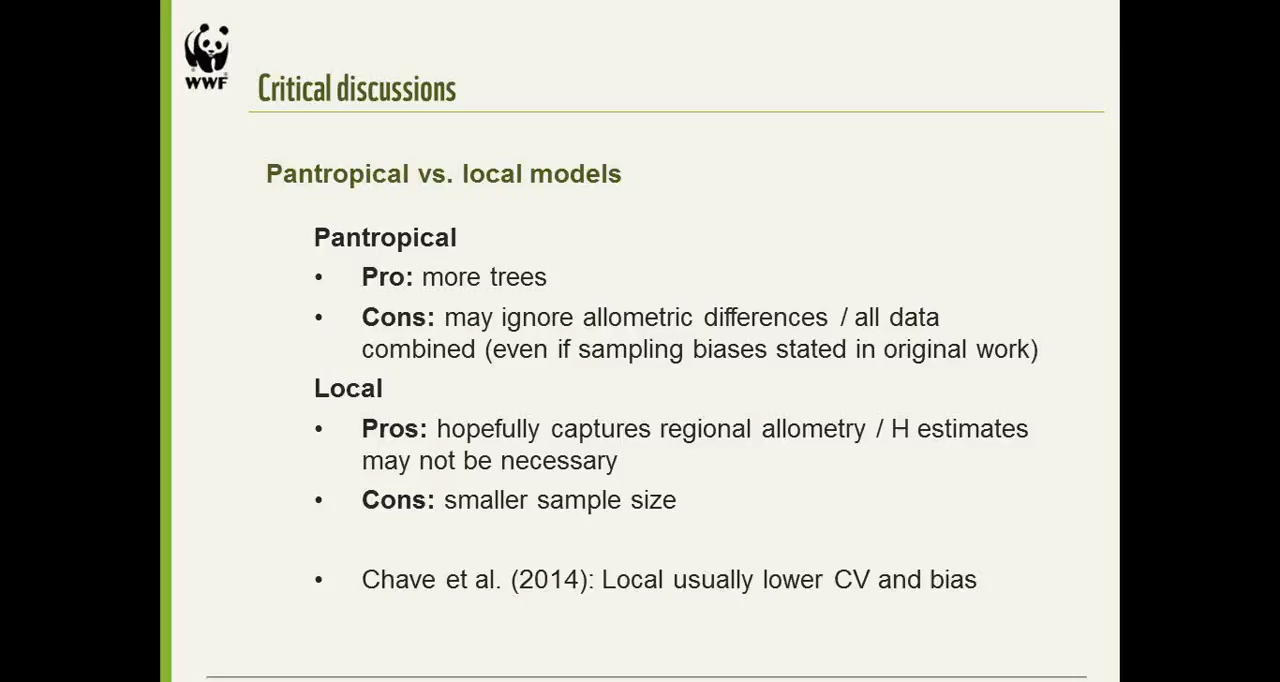 WWF
Critical discussions
Pantropical vs. local models
Pantropical
• Pro: more trees
• Cons: may ignore allometric differences / all data
combined (even if sampling biases stated in original work)
Local
• Pros: hopefully captures regional allometry / H estimates
may not be necessary
• Cons: smaller sample size
• Chave et al. (2014): Local usually lower CV and bias